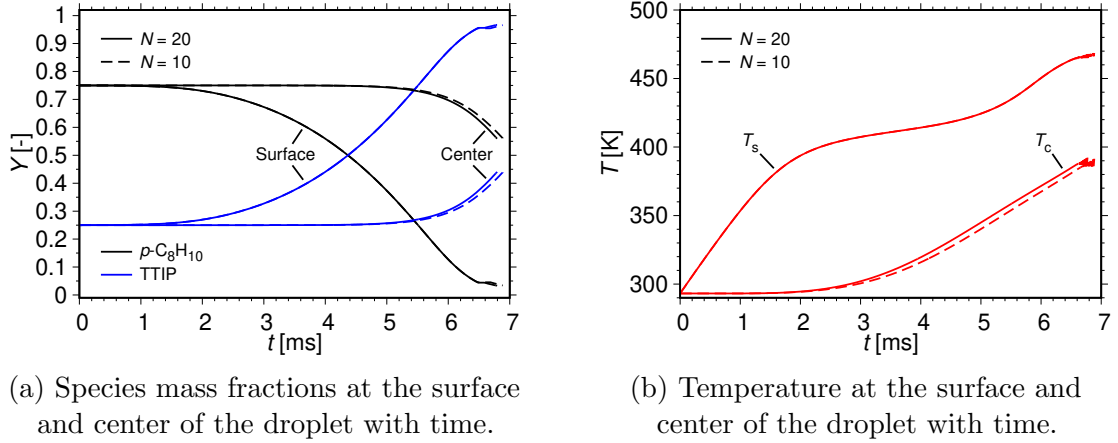 1
0.9
0.8
0.7
0.6
0.5
0.4
0.3
0.2
0.1
0
Y [-]
N = 20
N = 10
Surface
Center
p-C₈H₁₀
TTIP
0 1 2 3 4 5 6 7
t [ms]
(a) Species mass fractions at the surface
and center of the droplet with time.
500
450
400
350
300
T [K]
N = 20
N = 10
Tₛ
T_c
0 1 2 3 4 5 6 7
t [ms]
(b) Temperature at the surface and
center of the droplet with time.